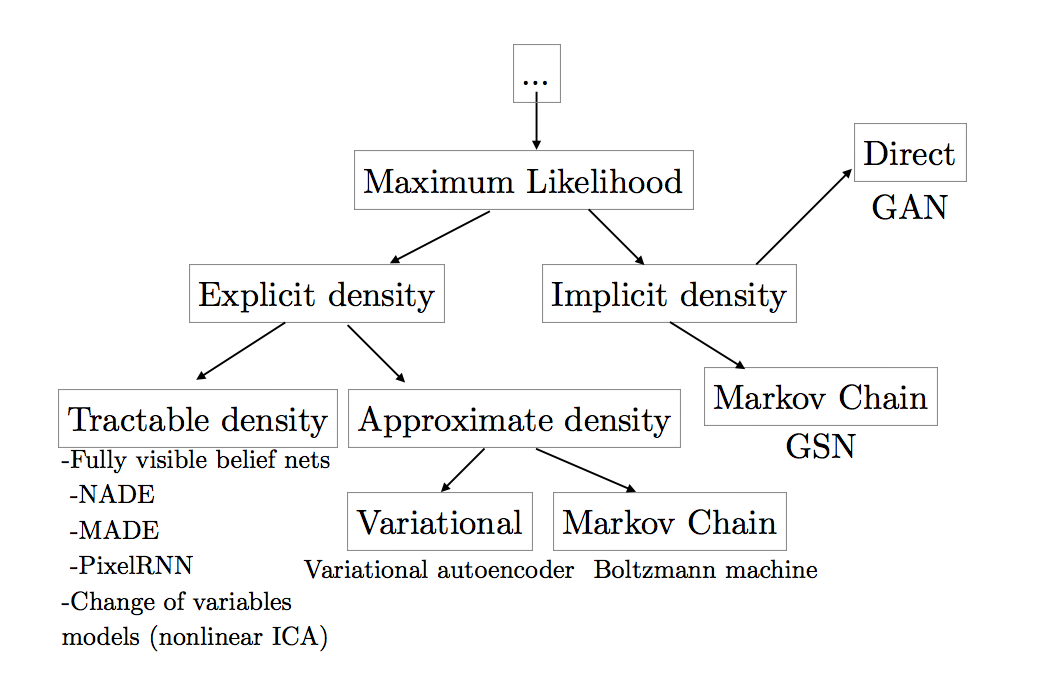 ...
Maximum Likelihood
Direct
GAN
Explicit density
Implicit density
Markov Chain
GSN
Tractable density
Approximate density
-Fully visible belief nets
-NADE
-MADE
-PixelRNN
-Change of variables
models (nonlinear ICA)
Variational
Markov Chain
Variational autoencoder
Boltzmann machine